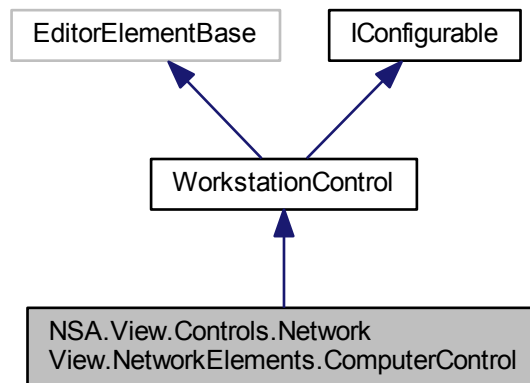 EditorElementBase
IConfigurable
WorkstationControl
NSA.View.Controls.Network
View.NetworkElements.ComputerControl